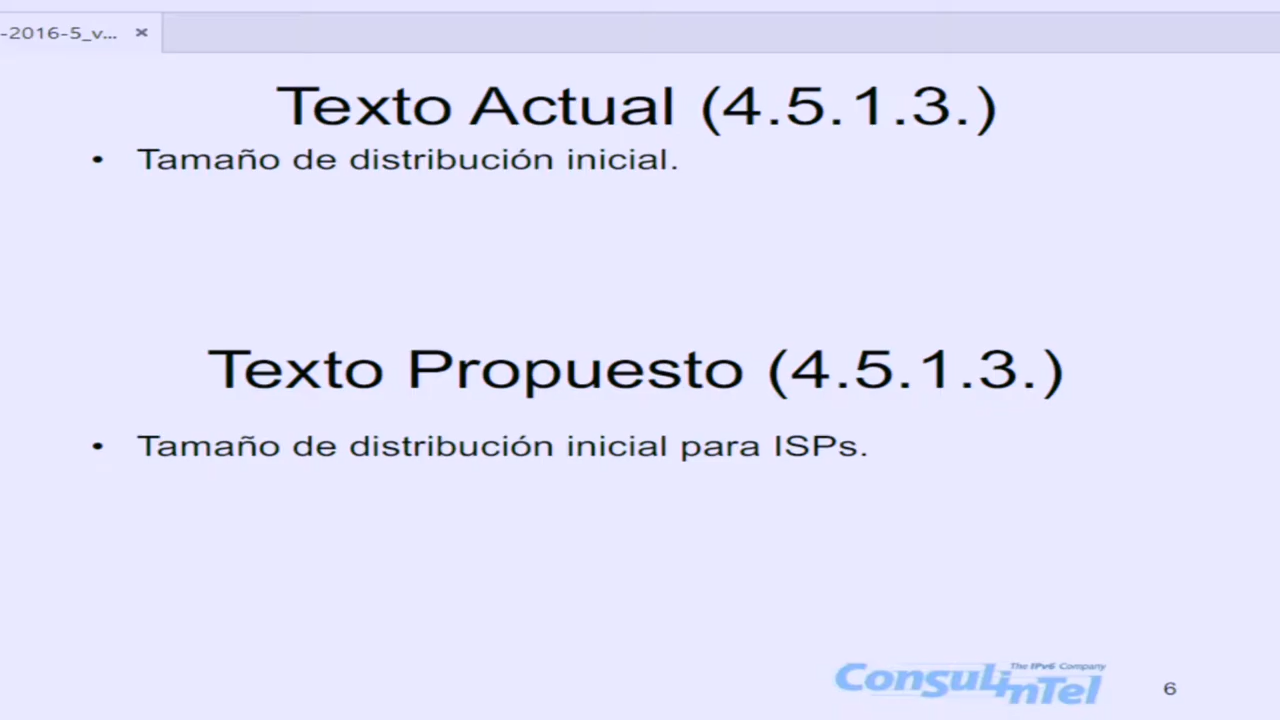 -2016-5_v... ×
Texto Actual (4.5.1.3.)
• Tamaño de distribución inicial.
Texto Propuesto (4.5.1.3.)
• Tamaño de distribución inicial para ISPs.
The IPv6 Company
Consulintel
6